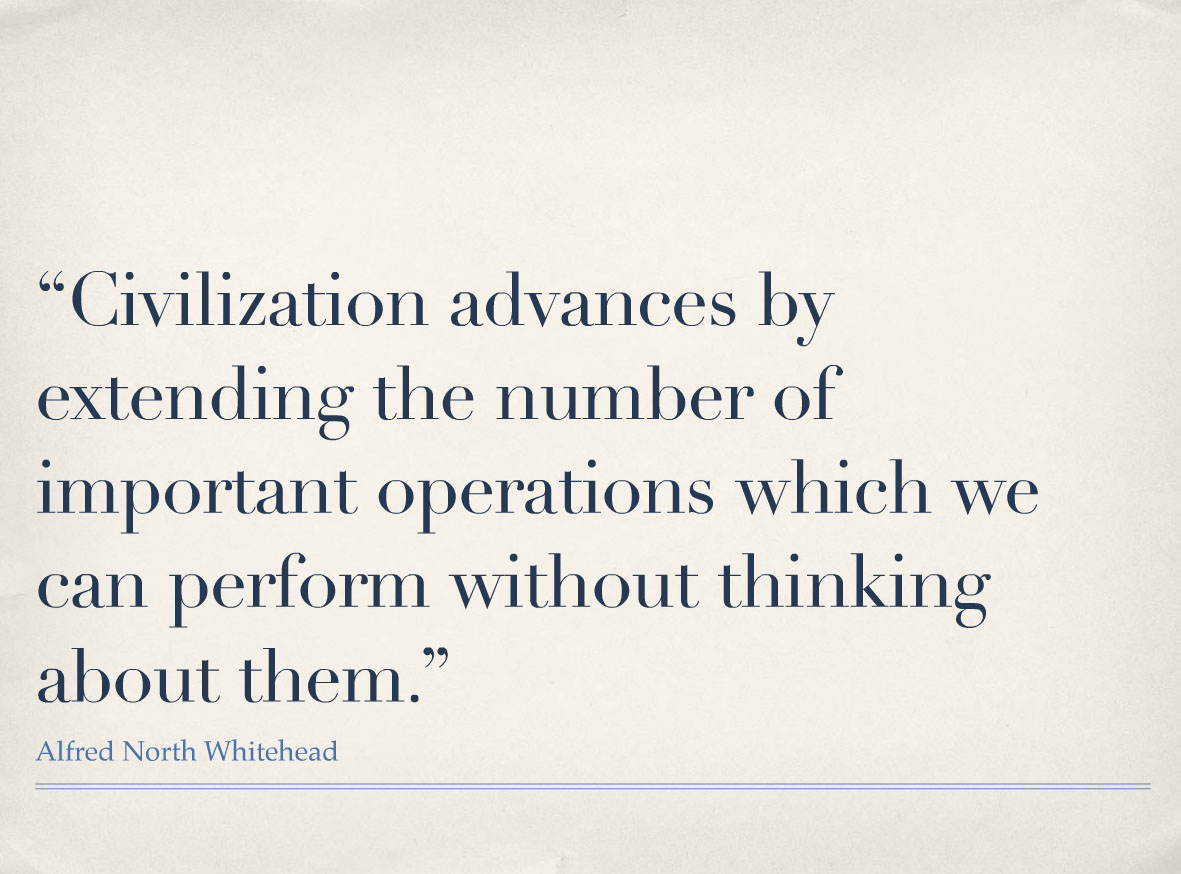 “Civilization advances by
extending the number of
important operations which we
can perform without thinking
about them.”
Alfred North Whitehead